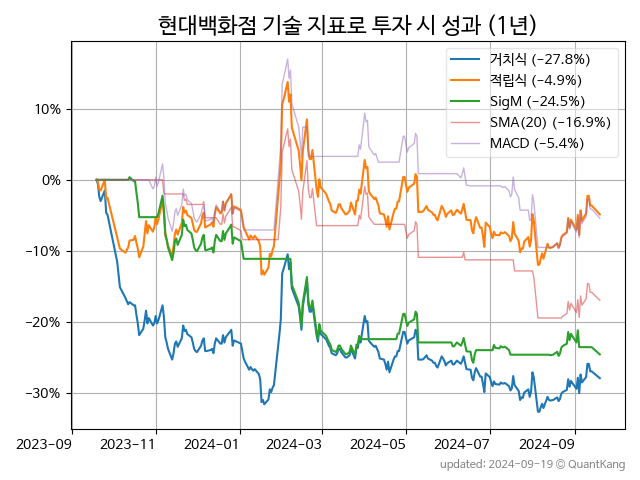 현대백화점 기술 지표로 투자 시 성과 (1년)
거치식 (−27.8%)
적립식 (−4.9%)
SigM (−24.5%)
SMA(20) (−16.9%)
MACD (−5.4%)
10%
0%
−10%
−20%
−30%
2023-09 2023-11 2024-01 2024-03 2024-05 2024-07 2024-09
updated: 2024-09-19 © QuantKang